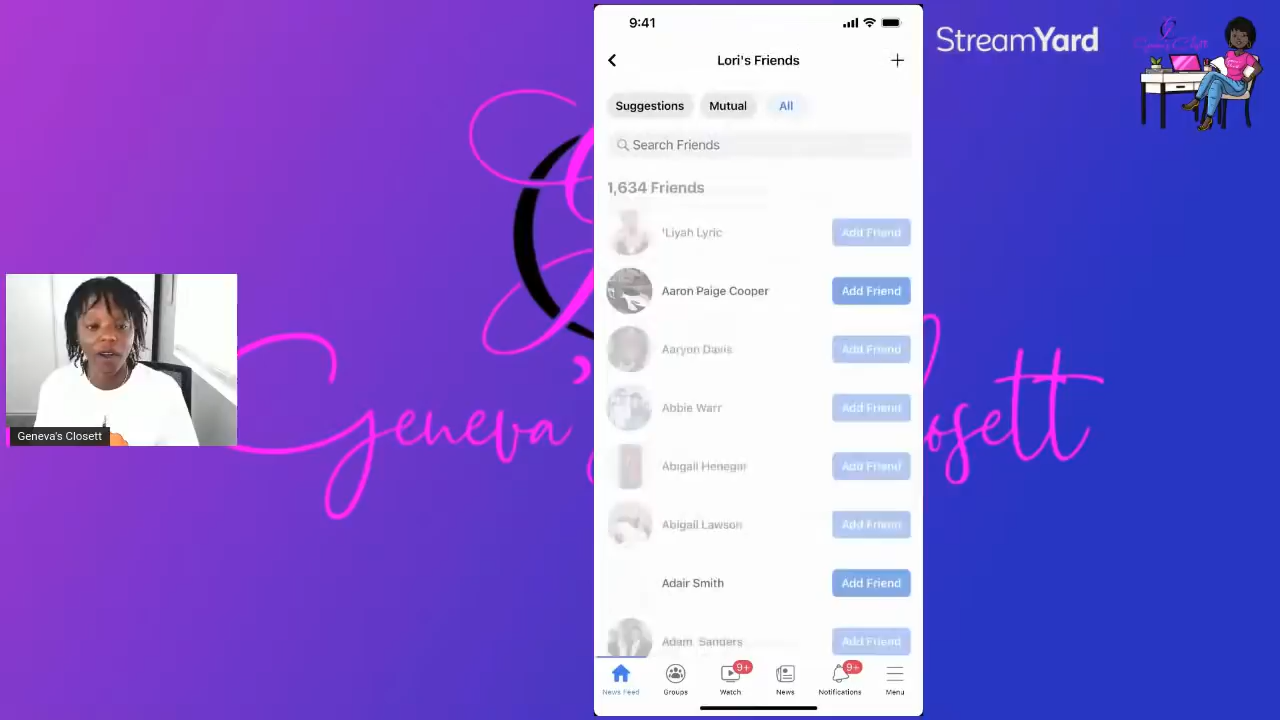 9:41
StreamYard
Lori's Friends
Suggestions Mutual All
Search Friends
1,634 Friends
'Liyah Lyric Add Friend
Aaron Paige Cooper Add Friend
Aaryon Davis Add Friend
Abbie Warr Add Friend
Abigail Henegar Add Friend
Abigail Lawson Add Friend
Adair Smith Add Friend
Adam Sanders Add Friend
News Feed Groups Watch 9+ News Notifications 9+ Menu
Geneva's Closett
Geneva's
losett